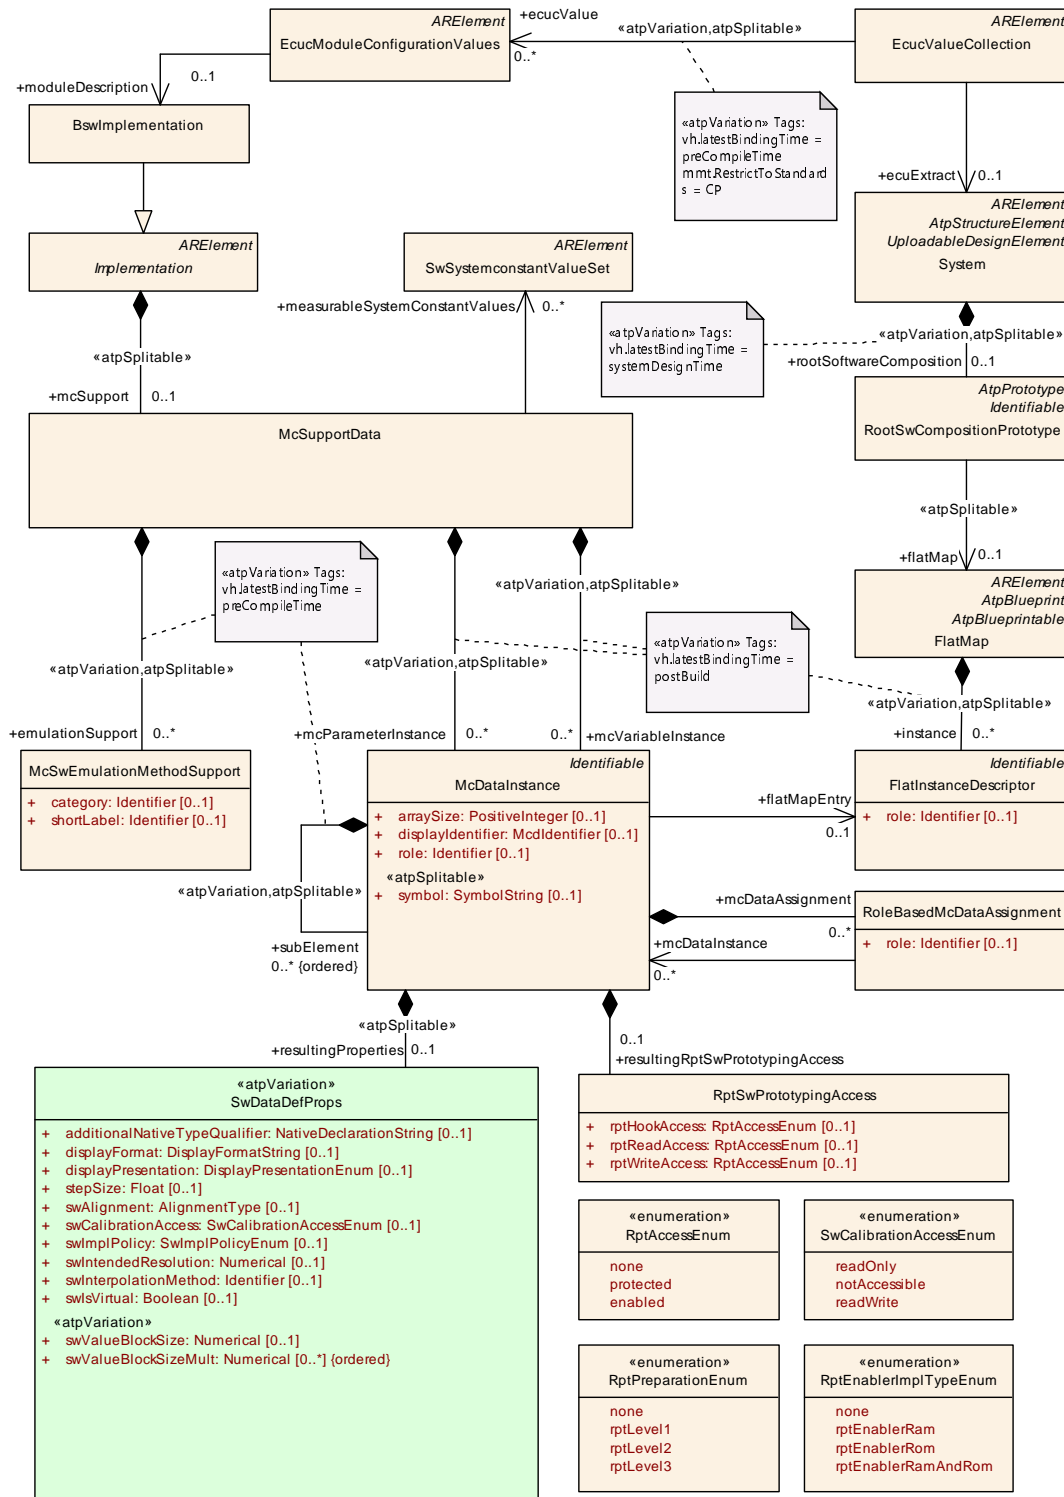 ARElement
EcucModuleConfigurationValues
+ecucValue
0..*
«atpVariation,atpSplitable»
ARElement
EcucValueCollection
+moduleDescription
0..1
BswImplementation
«atpVariation» Tags:
vh.latestBindingTime =
preCompileTime
mmt.RestrictToStandard
s = CP
+ecuExtract
0..1
ARElement
Implementation
ARElement
SwSystemconstantValueSet
ARElement
AtpStructureElement
UploadableDesignElement
System
+measurableSystemConstantValues
0..*
«atpVariation» Tags:
vh.latestBindingTime =
systemDesignTime
«atpVariation,atpSplitable»
+rootSoftwareComposition
0..1
«atpSplitable»
+mcSupport
0..1
AtpPrototype
Identifiable
RootSwCompositionPrototype
McSupportData
«atpSplitable»
+flatMap
0..1
«atpVariation» Tags:
vh.latestBindingTime =
preCompileTime
«atpVariation,atpSplitable»
ARElement
AtpBlueprint
AtpBlueprintable
FlatMap
«atpVariation» Tags:
vh.latestBindingTime =
postBuild
«atpVariation,atpSplitable»
«atpVariation,atpSplitable»
«atpVariation,atpSplitable»
+emulationSupport
0..*
+mcParameterInstance
0..*
0..*
+mcVariableInstance
+instance
0..*
McSwEmulationMethodSupport
+ category: Identifier [0..1]
+ shortLabel: Identifier [0..1]
Identifiable
McDataInstance
+ arraySize: PositiveInteger [0..1]
+ displayIdentifier: McdIdentifier [0..1]
+ role: Identifier [0..1]
«atpSplitable»
+ symbol: SymbolString [0..1]
+flatMapEntry
0..1
Identifiable
FlatInstanceDescriptor
+ role: Identifier [0..1]
«atpVariation,atpSplitable»
+subElement
0..* {ordered}
+mcDataAssignment
0..*
+mcDataInstance
0..*
RoleBasedMcDataAssignment
+ role: Identifier [0..1]
«atpSplitable»
+resultingProperties
0..1
0..1
+resultingRptSwPrototypingAccess
«atpVariation»
SwDataDefProps
+ additionalNativeTypeQualifier: NativeDeclarationString [0..1]
+ displayFormat: DisplayFormatString [0..1]
+ displayPresentation: DisplayPresentationEnum [0..1]
+ stepSize: Float [0..1]
+ swAlignment: AlignmentType [0..1]
+ swCalibrationAccess: SwCalibrationAccessEnum [0..1]
+ swImplPolicy: SwImplPolicyEnum [0..1]
+ swIntendedResolution: Numerical [0..1]
+ swInterpolationMethod: Identifier [0..1]
+ swIsVirtual: Boolean [0..1]
«atpVariation»
+ swValueBlockSize: Numerical [0..1]
+ swValueBlockSizeMult: Numerical [0..*] {ordered}
RptSwPrototypingAccess
+ rptHookAccess: RptAccessEnum [0..1]
+ rptReadAccess: RptAccessEnum [0..1]
+ rptWriteAccess: RptAccessEnum [0..1]
«enumeration»
RptAccessEnum
none
protected
enabled
«enumeration»
SwCalibrationAccessEnum
readOnly
notAccessible
readWrite
«enumeration»
RptPreparationEnum
none
rptLevel1
rptLevel2
rptLevel3
«enumeration»
RptEnablerImplTypeEnum
none
rptEnablerRam
rptEnablerRom
rptEnablerRamAndRom